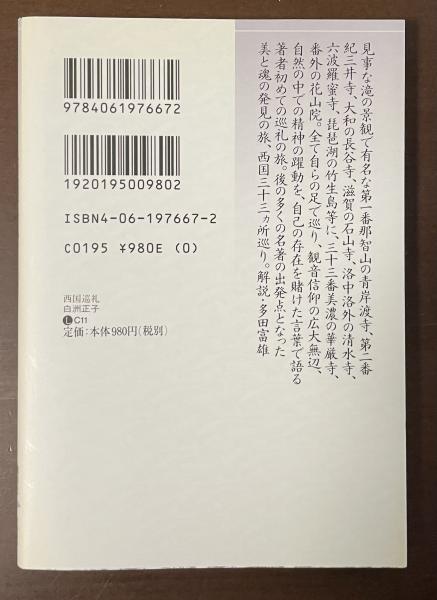 見事な滝の景観で有名な第一番那智山の青岸渡寺、第二番
紀三井寺、大和の長谷寺、滋賀の石山寺、洛中洛外の清水寺、
六波羅蜜寺、琵琶湖の竹生島等に、三十三番美濃の華厳寺、
番外の花山院。全て自らの足で巡り、観音信仰の広大無辺、
自然の中での精神の躍動を、自己の存在を賭けた言葉で語る
著者初めての巡礼の旅。後の多くの名著の出発点となった
美と魂の発見の旅、西国三十三ヵ所巡り。解説・多田富雄
9784061976672
1920195009802
ISBN4-06-197667-2
C0195 ¥980E (0)
西国巡礼
白洲正子
L C11
定価:本体980円(税別)